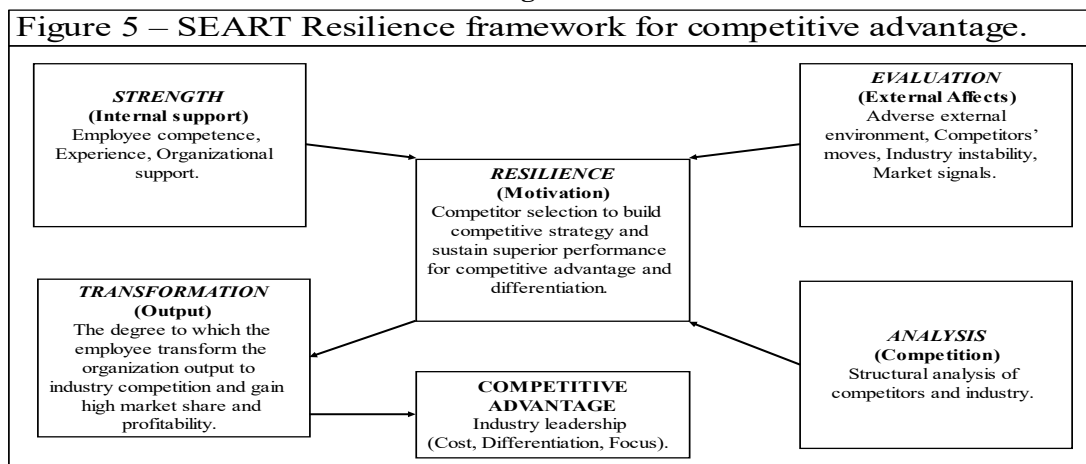 Figure 5 – SEART Resilience framework for competitive advantage.
STRENGTH
(Internal support)
Employee competence,
Experience, Organizational
support.
EVALUATION
(External Affects)
Adverse external
environment, Competitors’
moves, Industry instability,
Market signals.
RESILIENCE
(Motivation)
Competitor selection to build
competitive strategy and
sustain superior performance
for competitive advantage and
differentiation.
TRANSFORMATION
(Output)
The degree to which the
employee transform the
organization output to
industry competition and gain
high market share and
profitability.
ANALYSIS
(Competition)
Structural analysis of
competitors and industry.
COMPETITIVE
ADVANTAGE
Industry leadership
(Cost, Differentiation, Focus).